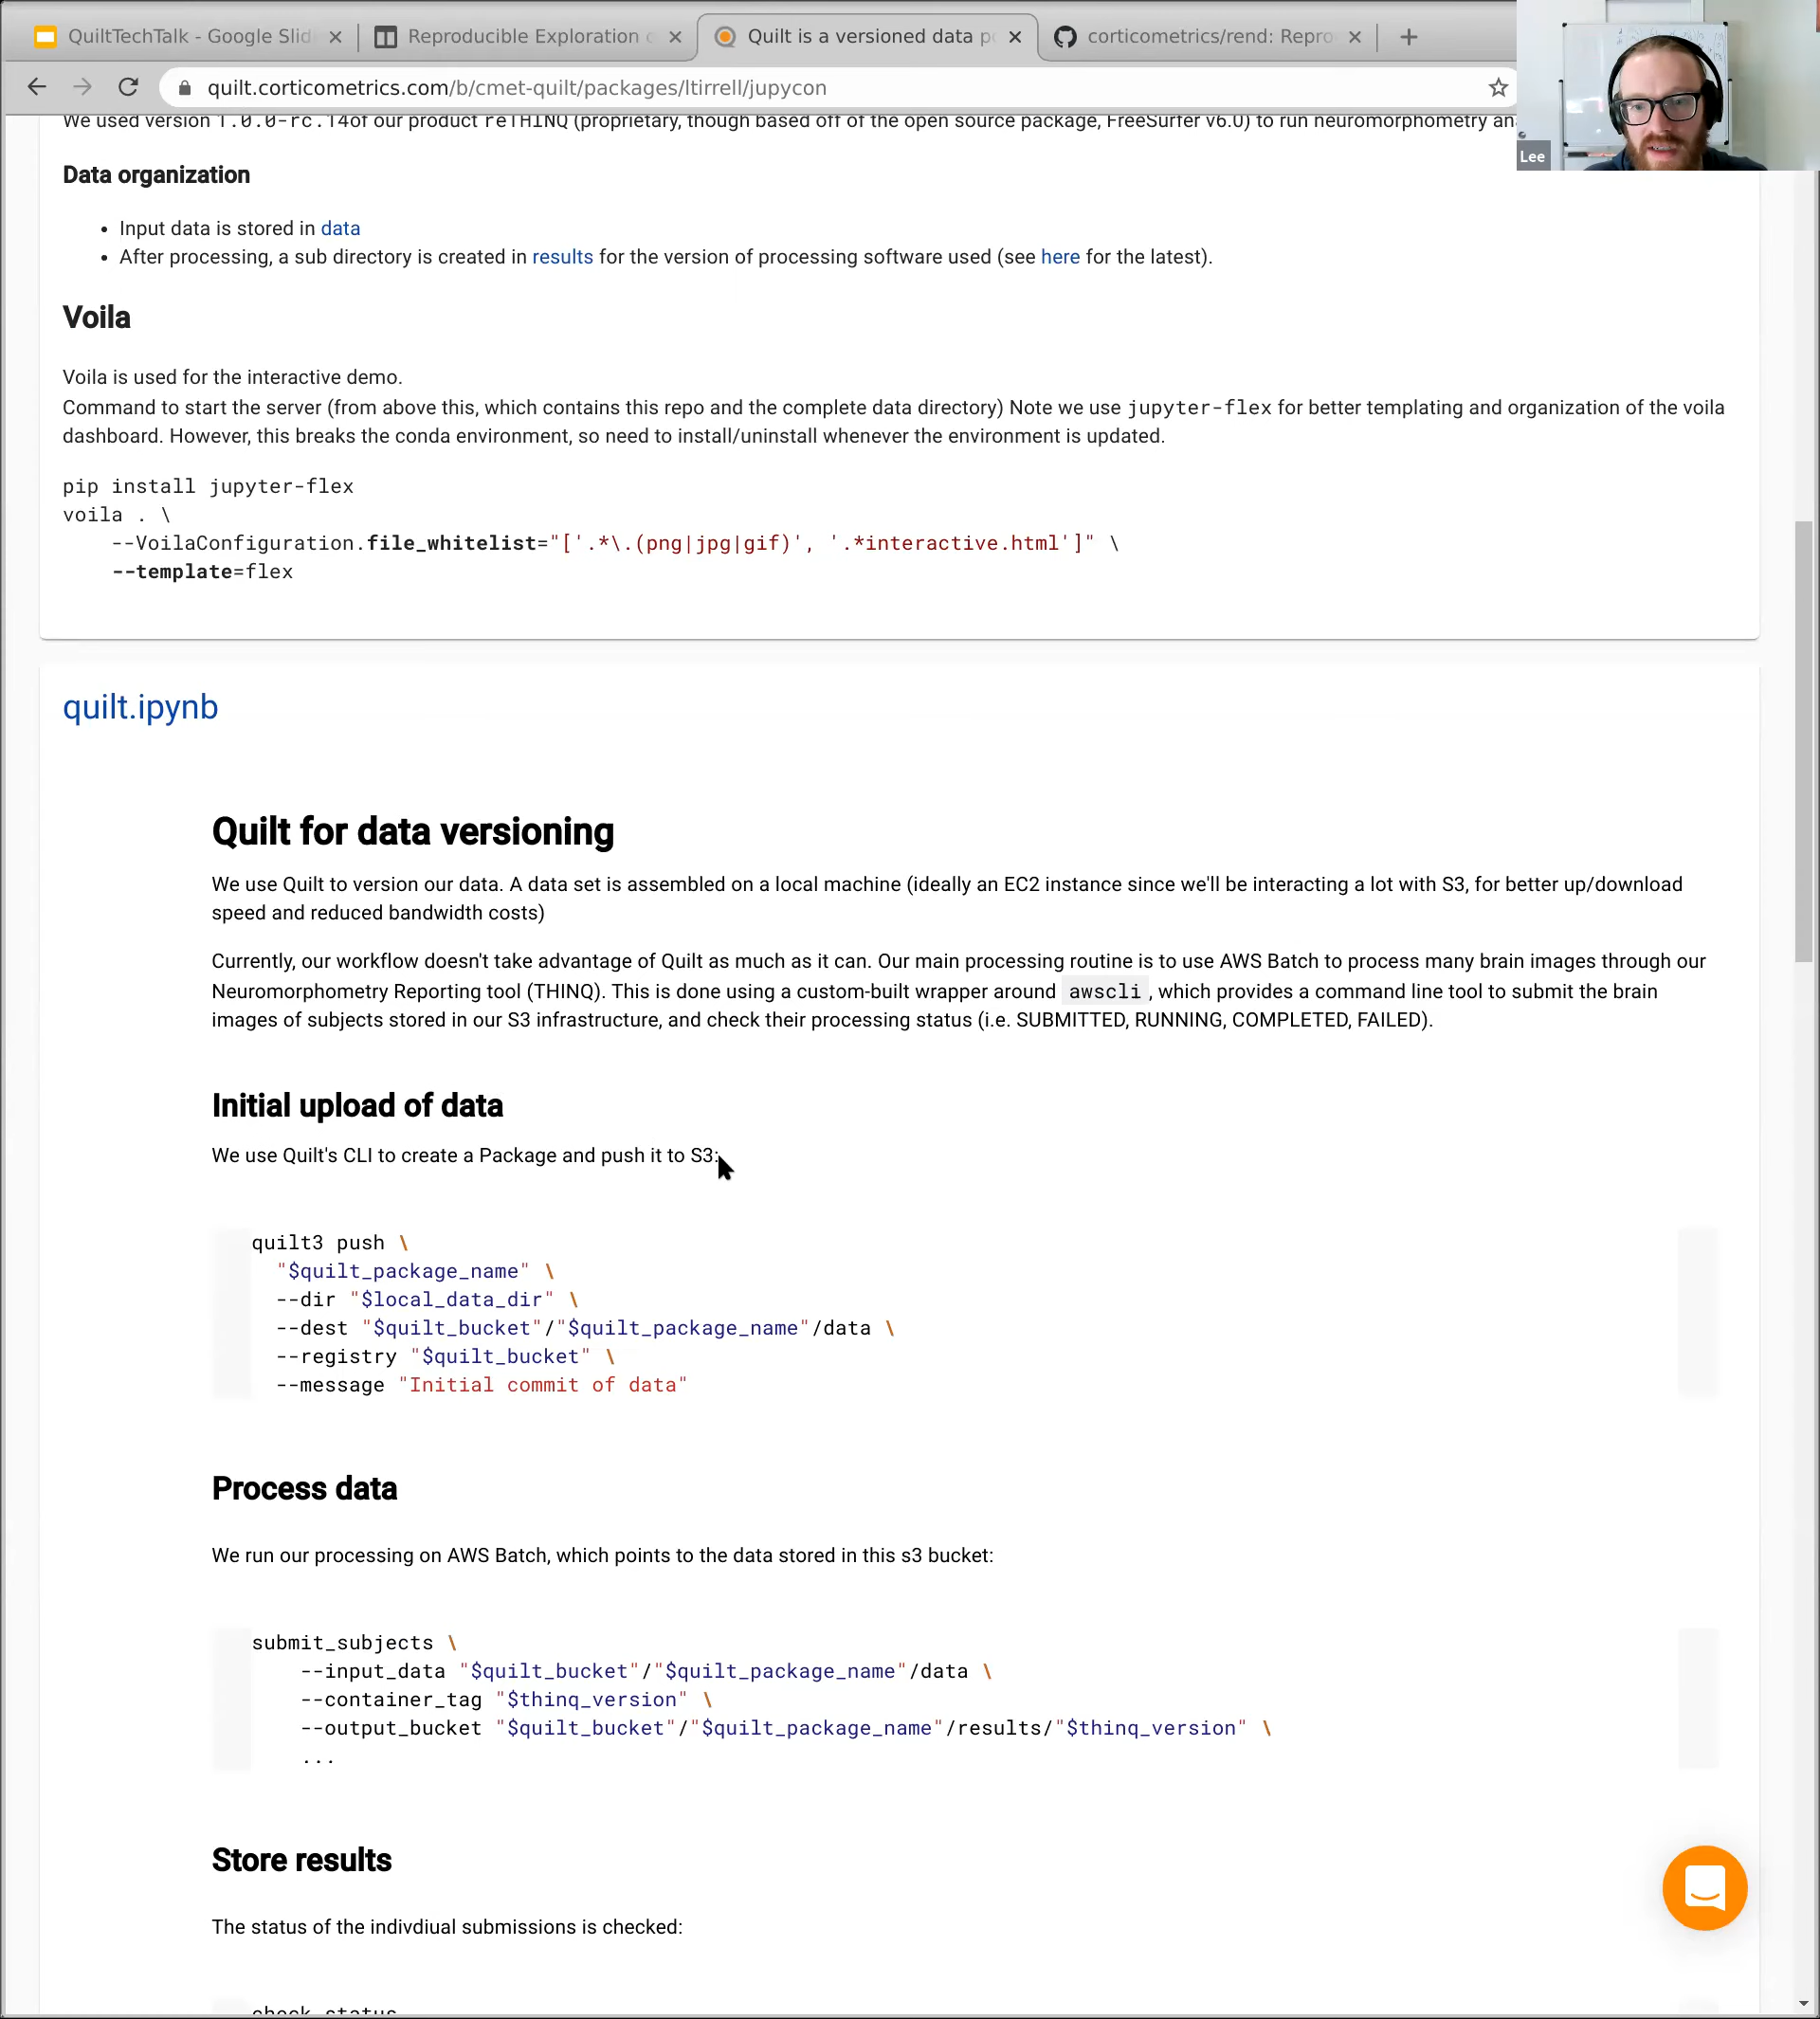 QuiltTechTalk - Google Slid
Reproducible Exploration
Quilt is a versioned data p
corticometrics/rend: Repro
quilt.corticometrics.com/b/cmet-quilt/packages/ltirrell/jupycon
Lee
We used version 1.0.0-rc.14of our product reTHINQ (proprietary, though based off of the open source package, FreeSurfer v6.0) to run neuromorphometry an
Data organization
• Input data is stored in data
• After processing, a sub directory is created in results for the version of processing software used (see here for the latest).
Voila
Voila is used for the interactive demo.
Command to start the server (from above this, which contains this repo and the complete data directory) Note we use jupyter-flex for better templating and organization of the voila
dashboard. However, this breaks the conda environment, so need to install/uninstall whenever the environment is updated.
pip install jupyter-flex
voila . \
--VoilaConfiguration.file_whitelist="['.*\.(png|jpg|gif)', '.*interactive.html']" \
--template=flex
quilt.ipynb
Quilt for data versioning
We use Quilt to version our data. A data set is assembled on a local machine (ideally an EC2 instance since we'll be interacting a lot with S3, for better up/download
speed and reduced bandwidth costs)
Currently, our workflow doesn't take advantage of Quilt as much as it can. Our main processing routine is to use AWS Batch to process many brain images through our
Neuromorphometry Reporting tool (THINQ). This is done using a custom-built wrapper around awscli , which provides a command line tool to submit the brain
images of subjects stored in our S3 infrastructure, and check their processing status (i.e. SUBMITTED, RUNNING, COMPLETED, FAILED).
Initial upload of data
We use Quilt's CLI to create a Package and push it to S3:
quilt3 push \
"$quilt_package_name" \
--dir "$local_data_dir" \
--dest "$quilt_bucket"/"$quilt_package_name"/data \
--registry "$quilt_bucket" \
--message "Initial commit of data"
Process data
We run our processing on AWS Batch, which points to the data stored in this s3 bucket:
submit_subjects \
--input_data "$quilt_bucket"/"$quilt_package_name"/data \
--container_tag "$thinq_version" \
--output_bucket "$quilt_bucket"/"$quilt_package_name"/results/"$thinq_version" \
...
Store results
The status of the indivdiual submissions is checked:
check_status